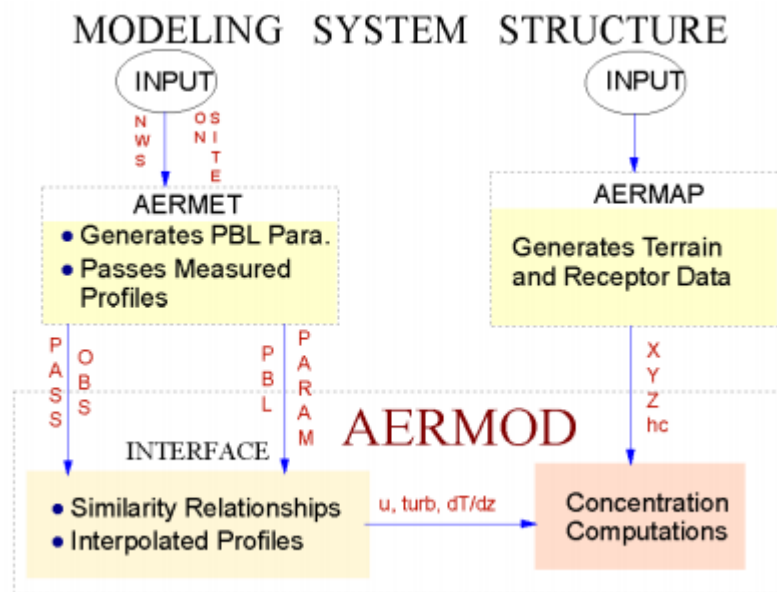 MODELING SYSTEM STRUCTURE
INPUT
NWS
ON SITE
AERMET
• Generates PBL Para.
• Passes Measured
Profiles
INPUT
AERMAP
Generates Terrain
and Receptor Data
PASS
OBS
PBL
PARAM
X
Y
Z
hc
AERMOD
INTERFACE
• Similarity Relationships
• Interpolated Profiles
u, turb, dT/dz
Concentration
Computations